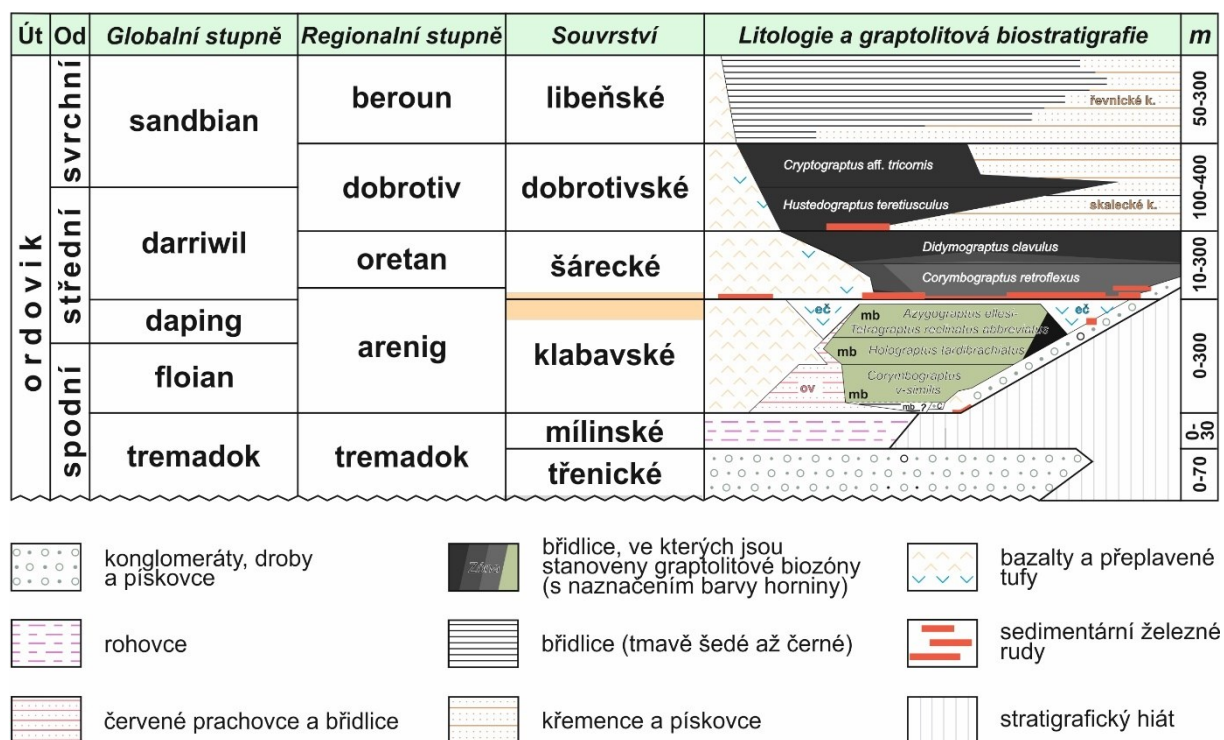 Út Od Globalní stupně Regionalní stupně Souvrství Litologie a graptolitová biostratigrafie m
ordovik
svrchní
střední
spodní
sandbian
darriwil
daping
floian
tremadok
beroun
dobrotiv
oretan
arenig
tremadok
libeňské
dobrotivské
šárecké
klabavské
mílinské
třenické
řevnické k.
Cryptograptus aff. tricornis
Hustedograptus teretiusculus
skalecké k.
Didymograptus clavulus
Corymbograptus retroflexus
eč
mb
Azygograptus ellesi-
Tetragraptus reclinatus abbreviatus
eč
mb
Holograptus tardibrachiatus
ov
Corymbograptus
v-similis
mb
mb ?
50-300
100-400
10-300
0-300
0-
30
0-70
konglomeráty, droby
a pískovce
rohovce
červené prachovce a břidlice
Zóna
břidlice, ve kterých jsou
stanoveny graptolitové biozóny
(s naznačením barvy horniny)
břidlice (tmavě šedé až černé)
křemence a pískovce
bazalty a přeplavené
tufy
sedimentární železné
rudy
stratigrafický hiát